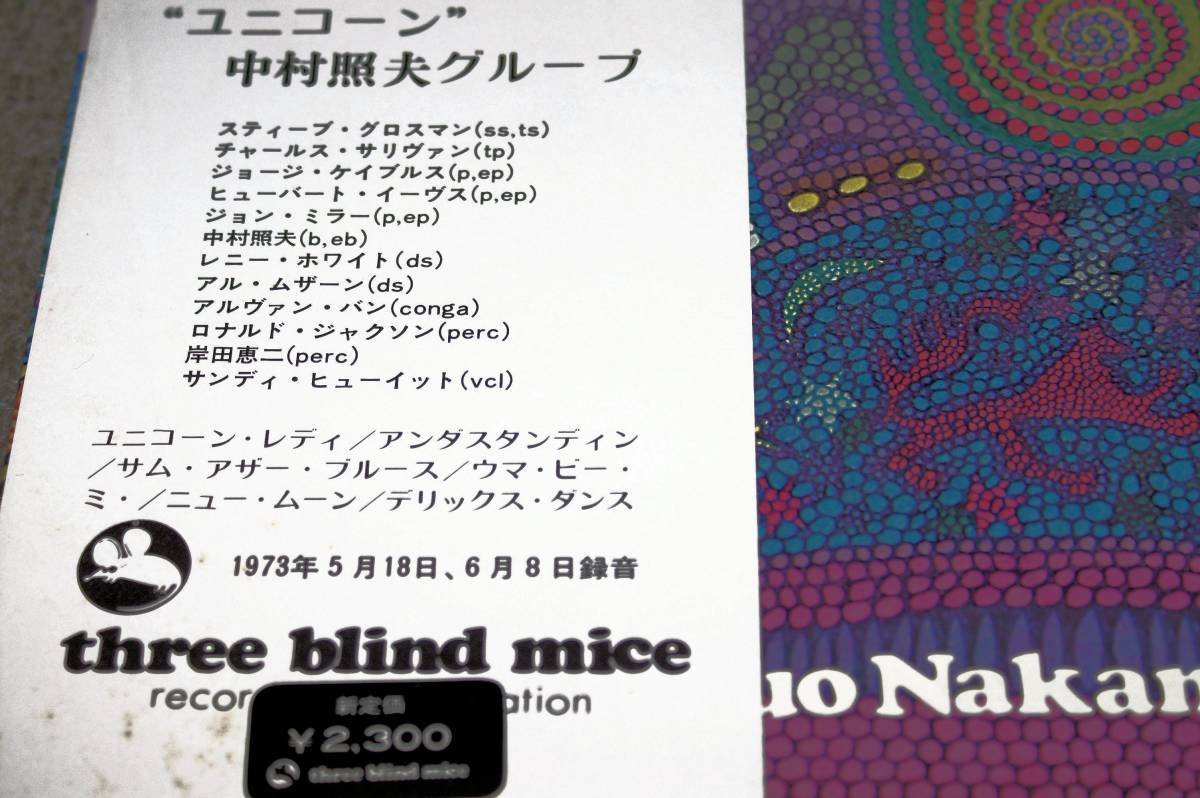 “ユニコーン”
中村照夫グループ
スティーブ・グロスマン(ss,ts)
チャールス・サリヴァン(tp)
ジョージ・ケイブルス(p,ep)
ヒューバート・イーヴス(p,ep)
ジョン・ミラー(p,ep)
中村照夫(b,eb)
レニー・ホワイト(ds)
アル・ムザーン(ds)
アルヴァン・バン(conga)
ロナルド・ジャクソン(perc)
岸田恵二(perc)
サンディ・ヒューイット(vcl)
ユニコーン・レディ／アンダスタンディン
／サム・アザー・ブルース／ウマ・ビー・
ミ・／ニュー・ムーン／デリックス・ダンス
1973年5月18日、6月8日録音
three blind mice
recor ation
新定価
¥2,300
three blind mice
uo Nakam